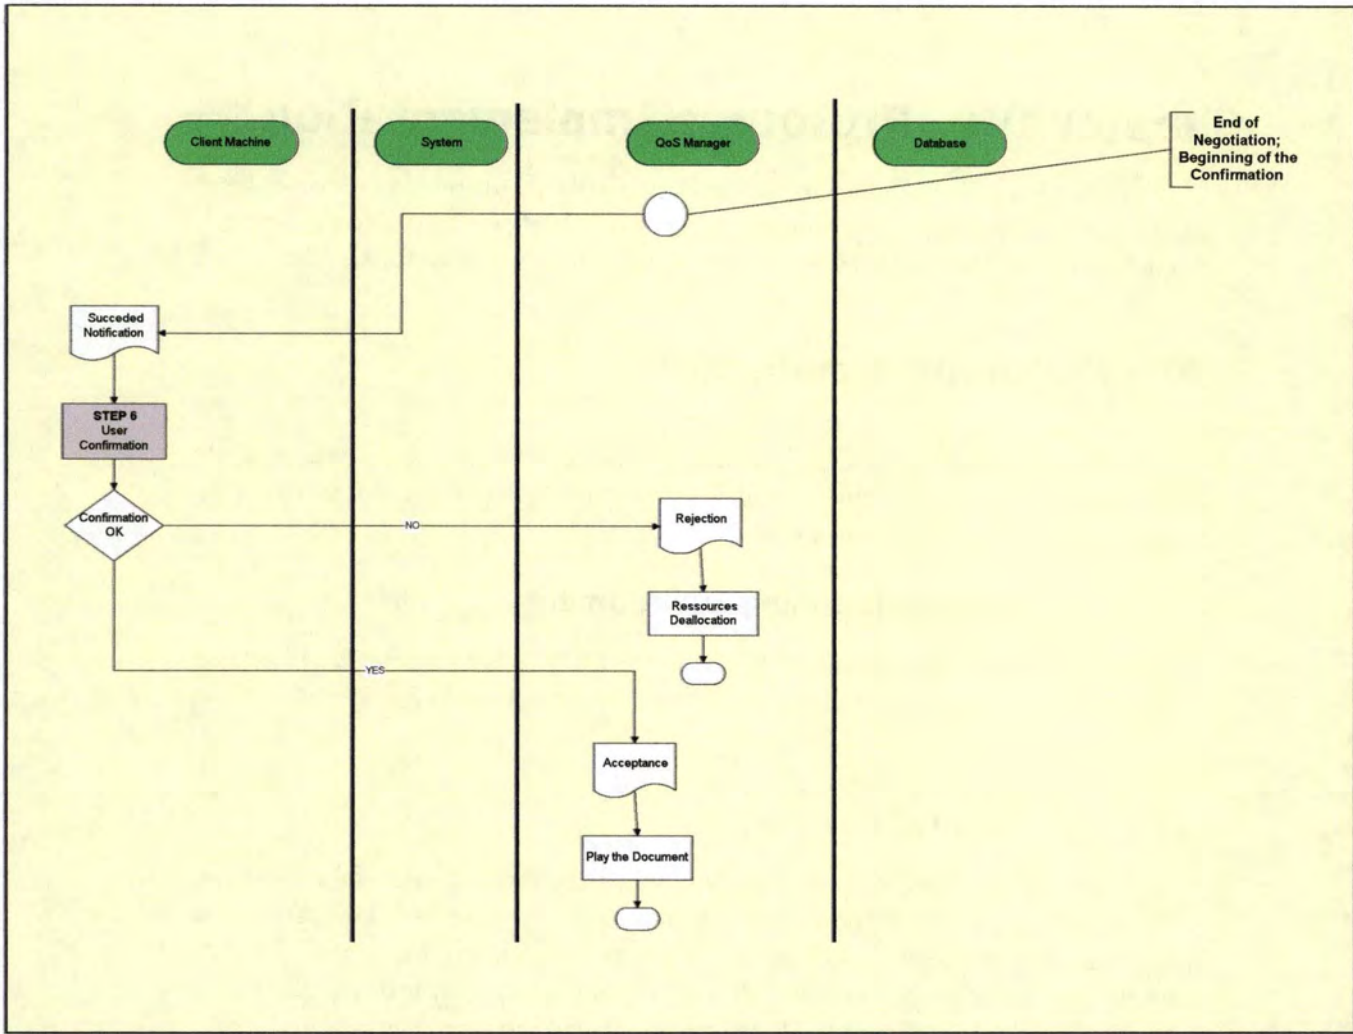 Client Machine
System
QoS Manager
Database
End of
Negotiation;
Beginning of the
Confirmation
Succeded
Notification
STEP 6
User
Confirmation
Confirmation
OK
NO
Rejection
Ressources
Deallocation
YES
Acceptance
Play the Document